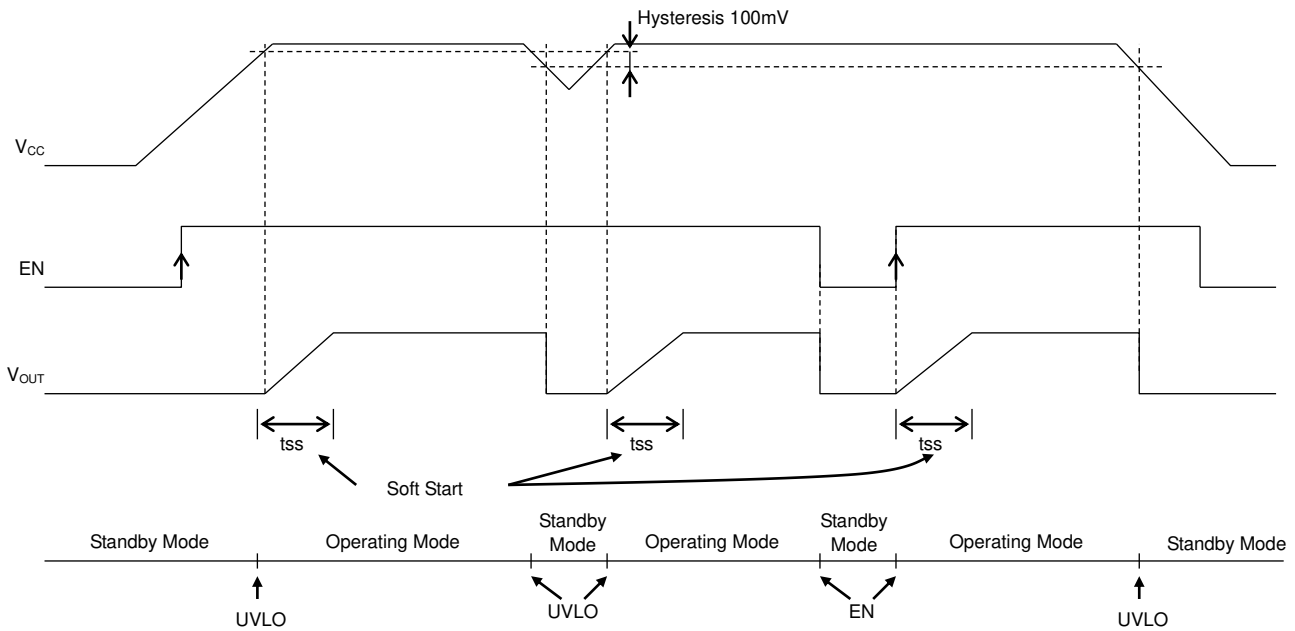 Hysteresis 100mV
VCC
EN
VOUT
tss
tss
tss
Soft Start
Standby Mode
Operating Mode
Standby
Mode
Operating Mode
Standby
Mode
Operating Mode
Standby Mode
UVLO
UVLO
EN
UVLO